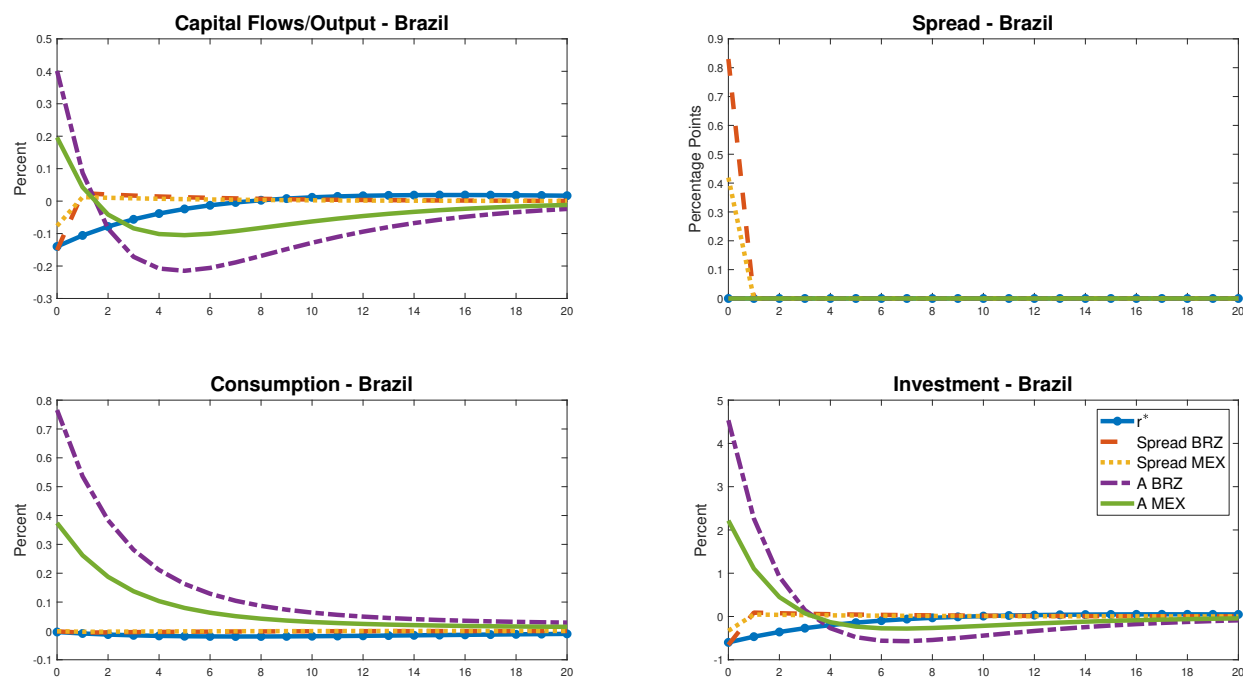 Capital Flows/Output - Brazil
Percent
0.5
0.4
0.3
0.2
0.1
0
-0.1
-0.2
-0.3
0 2 4 6 8 10 12 14 16 18 20
Spread - Brazil
Percentage Points
0.9
0.8
0.7
0.6
0.5
0.4
0.3
0.2
0.1
0
0 2 4 6 8 10 12 14 16 18 20
Consumption - Brazil
Percent
0.8
0.7
0.6
0.5
0.4
0.3
0.2
0.1
0
-0.1
0 2 4 6 8 10 12 14 16 18 20
Investment - Brazil
Percent
5
4
3
2
1
0
-1
0 2 4 6 8 10 12 14 16 18 20
r*
Spread BRZ
Spread MEX
A BRZ
A MEX